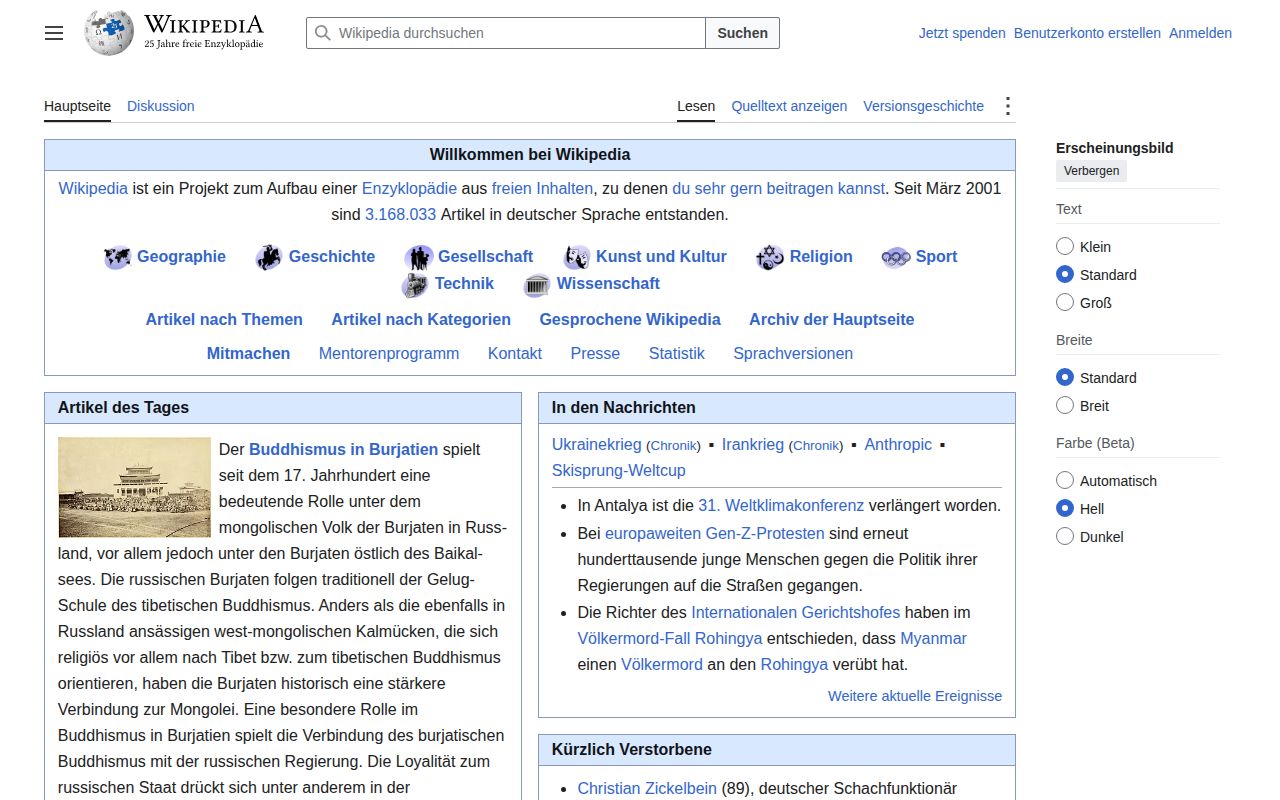 WIKIPEDIA
25 Jahre freie Enzyklopädie
Wikipedia durchsuchen
Suchen
Jetzt spenden Benutzerkonto erstellen Anmelden
Hauptseite Diskussion
Lesen Quelltext anzeigen Versionsgeschichte
Willkommen bei Wikipedia
Wikipedia ist ein Projekt zum Aufbau einer Enzyklopädie aus freien Inhalten, zu denen du sehr gern beitragen kannst. Seit März 2001
sind 3.168.033 Artikel in deutscher Sprache entstanden.
Geographie Geschichte Gesellschaft Kunst und Kultur Religion Sport
Technik Wissenschaft
Artikel nach Themen Artikel nach Kategorien Gesprochene Wikipedia Archiv der Hauptseite
Mitmachen Mentorenprogramm Kontakt Presse Statistik Sprachversionen
Artikel des Tages
Der Buddhismus in Burjatien spielt
seit dem 17. Jahrhundert eine
bedeutende Rolle unter dem
mongolischen Volk der Burjaten in Russ-
land, vor allem jedoch unter den Burjaten östlich des Baikal-
sees. Die russischen Burjaten folgen traditionell der Gelug-
Schule des tibetischen Buddhismus. Anders als die ebenfalls in
Russland ansässigen west-mongolischen Kalmücken, die sich
religiös vor allem nach Tibet bzw. zum tibetischen Buddhismus
orientieren, haben die Burjaten historisch eine stärkere
Verbindung zur Mongolei. Eine besondere Rolle im
Buddhismus in Burjatien spielt die Verbindung des burjatischen
Buddhismus mit der russischen Regierung. Die Loyalität zum
russischen Staat drückt sich unter anderem in der
In den Nachrichten
Ukrainekrieg (Chronik) ▪ Irankrieg (Chronik) ▪ Anthropic ▪
Skisprung-Weltcup
• In Antalya ist die 31. Weltklimakonferenz verlängert worden.
• Bei europaweiten Gen-Z-Protesten sind erneut
hunderttausende junge Menschen gegen die Politik ihrer
Regierungen auf die Straßen gegangen.
• Die Richter des Internationalen Gerichtshofes haben im
Völkermord-Fall Rohingya entschieden, dass Myanmar
einen Völkermord an den Rohingya verübt hat.
Weitere aktuelle Ereignisse
Kürzlich Verstorbene
• Christian Zickelbein (89), deutscher Schachfunktionär
Erscheinungsbild
Verbergen
Text
Klein
Standard
Groß
Breite
Standard
Breit
Farbe (Beta)
Automatisch
Hell
Dunkel